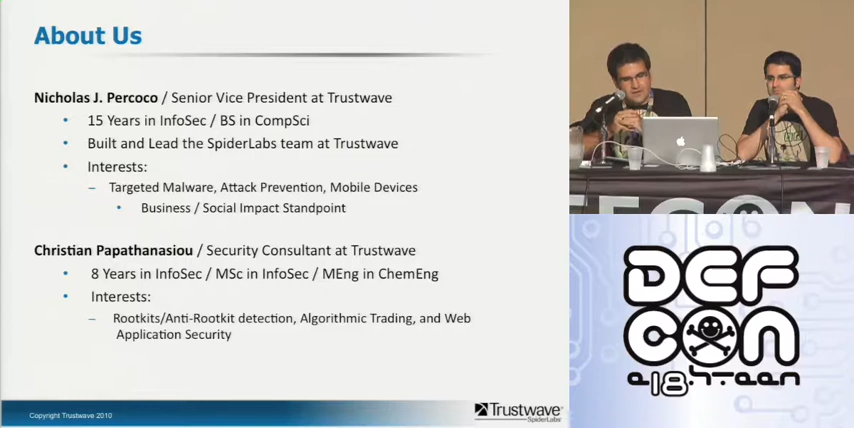 About Us
Nicholas J. Percoco / Senior Vice President at Trustwave
• 15 Years in InfoSec / BS in CompSci
• Built and Lead the SpiderLabs team at Trustwave
• Interests:
– Targeted Malware, Attack Prevention, Mobile Devices
• Business / Social Impact Standpoint
Christian Papathanasiou / Security Consultant at Trustwave
• 8 Years in InfoSec / MSc in InfoSec / MEng in ChemEng
• Interests:
– Rootkits/Anti-Rootkit detection, Algorithmic Trading, and Web
Application Security
Copyright Trustwave 2010
Trustwave®
SpiderLabs
DEF
CON
e18h.teen